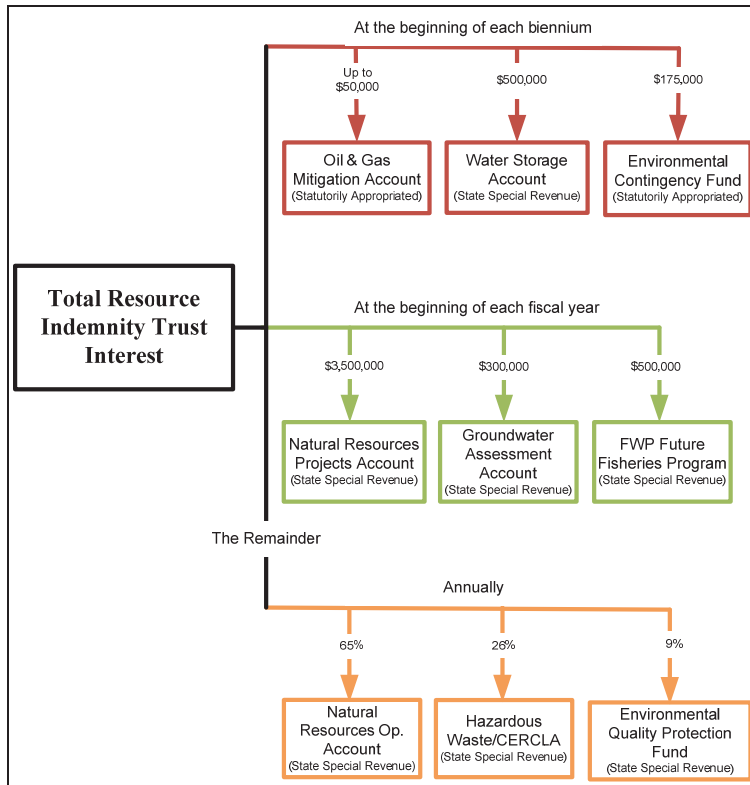 At the beginning of each biennium
Up to
$50,000
$500,000
$175,000
Oil & Gas
Mitigation Account
(Statutorily Appropriated)
Water Storage
Account
(State Special Revenue)
Environmental
Contingency Fund
(Statutorily Appropriated)
Total Resource
Indemnity Trust
Interest
At the beginning of each fiscal year
$3,500,000
$300,000
$500,000
Natural Resources
Projects Account
(State Special Revenue)
Groundwater
Assessment
Account
(State Special Revenue)
FWP Future
Fisheries Program
(State Special Revenue)
The Remainder
Annually
65%
26%
9%
Natural
Resources Op.
Account
(State Special Revenue)
Hazardous
Waste/CERCLA
(State Special Revenue)
Environmental
Quality Protection
Fund
(State Special Revenue)